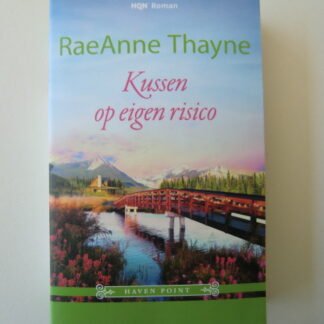 HQN Roman
RaeAnne Thayne
Kussen
op eigen risico
HAVEN POINT